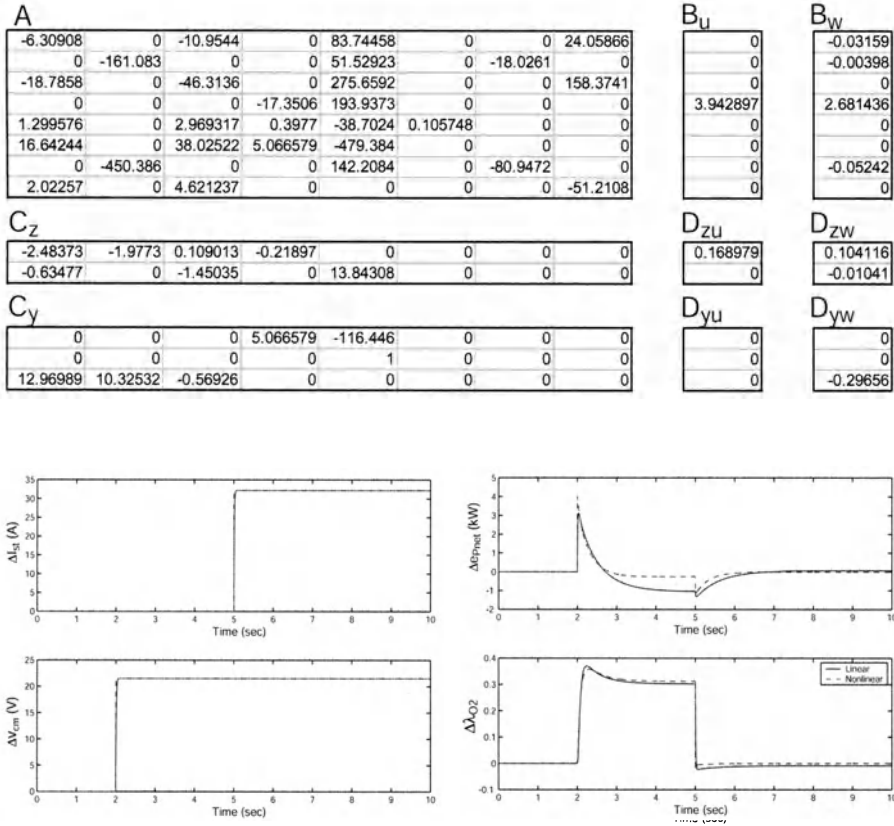 A B_u B_w
-6.30908 0 -10.9544 0 83.74458 0 0 24.05866 0 -0.03159
0 -161.083 0 0 51.52923 0 -18.0261 0 0 -0.00398
-18.7858 0 -46.3136 0 275.6592 0 0 158.3741 0 0
0 0 0 -17.3506 193.9373 0 0 0 3.942897 2.681436
1.299576 0 2.969317 0.3977 -38.7024 0.105748 0 0 0 0
16.64244 0 38.02522 5.066579 -479.384 0 0 0 0 0
0 -450.386 0 0 142.2084 0 -80.9472 0 0 -0.05242
2.02257 0 4.621237 0 0 0 0 -51.2108 0 0
C_z D_zu D_zw
-2.48373 -1.9773 0.109013 -0.21897 0 0 0 0 0.168979 0.104116
-0.63477 0 -1.45035 0 13.84308 0 0 0 0 -0.01041
C_y D_yu D_yw
0 0 0 5.066579 -116.446 0 0 0 0 0
0 0 0 0 1 0 0 0 0 0
12.96989 10.32532 -0.56926 0 0 0 0 0 0 -0.29656
ΔI_st (A)
35
30
25
20
15
10
5
0
0 1 2 3 4 5 6 7 8 9 10
Time (sec)
Δe_Pnet (kW)
5
4
3
2
1
0
-1
-2
0 1 2 3 4 5 6 7 8 9 10
Time (sec)
Δv_cm (V)
25
20
15
10
5
0
0 1 2 3 4 5 6 7 8 9 10
Time (sec)
Δλ_O2
0.4
0.3
0.2
0.1
0
-0.1
Linear
Nonlinear
0 1 2 3 4 5 6 7 8 9 10
Time (sec)